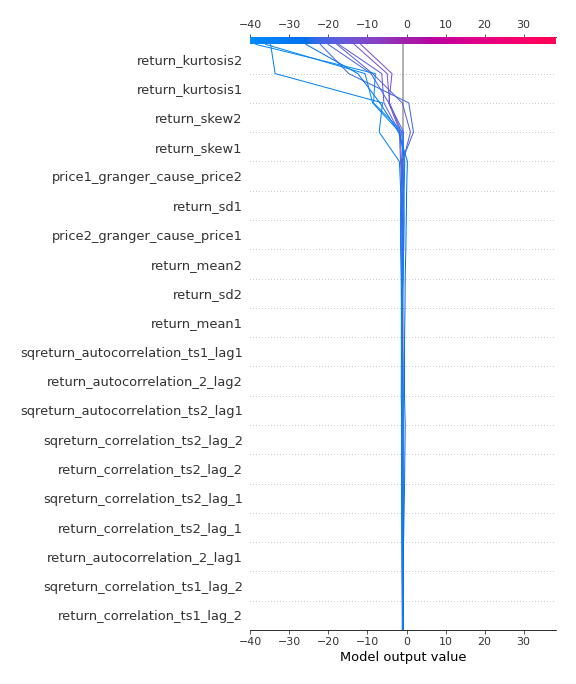 −40 −30 −20 −10 0 10 20 30
return_kurtosis2
return_kurtosis1
return_skew2
return_skew1
price1_granger_cause_price2
return_sd1
price2_granger_cause_price1
return_mean2
return_sd2
return_mean1
sqreturn_autocorrelation_ts1_lag1
return_autocorrelation_2_lag2
sqreturn_autocorrelation_ts2_lag1
sqreturn_correlation_ts2_lag_2
return_correlation_ts2_lag_2
sqreturn_correlation_ts2_lag_1
return_correlation_ts2_lag_1
return_autocorrelation_2_lag1
sqreturn_correlation_ts1_lag_2
return_correlation_ts1_lag_2
−40 −30 −20 −10 0 10 20 30
Model output value